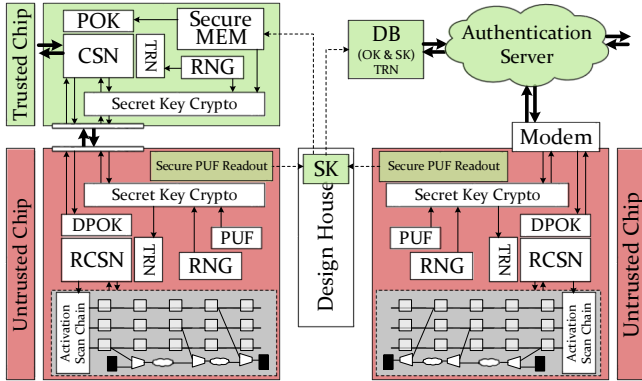 Trusted Chip
POK
Secure
MEM
CSN
TRN
RNG
Secret Key Crypto
DB
(OK & SK)
TRN
Authentication
Server
Modem
Untrusted Chip
Secure PUF Readout
Secret Key Crypto
DPOK
RCSN
TRN
PUF
RNG
Activation
Scan Chain
SK
Design House
Secure PUF Readout
Secret Key Crypto
PUF
RNG
TRN
DPOK
RCSN
Activation
Scan Chain
Untrusted Chip